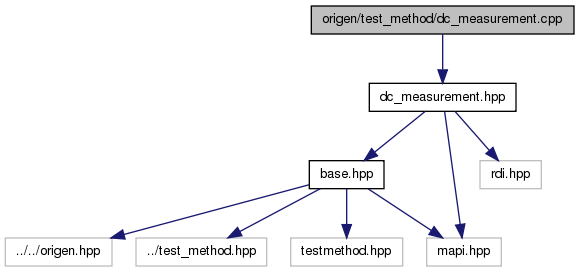 origen/test_method/dc_measurement.cpp
dc_measurement.hpp
base.hpp
rdi.hpp
../../origen.hpp
../test_method.hpp
testmethod.hpp
mapi.hpp